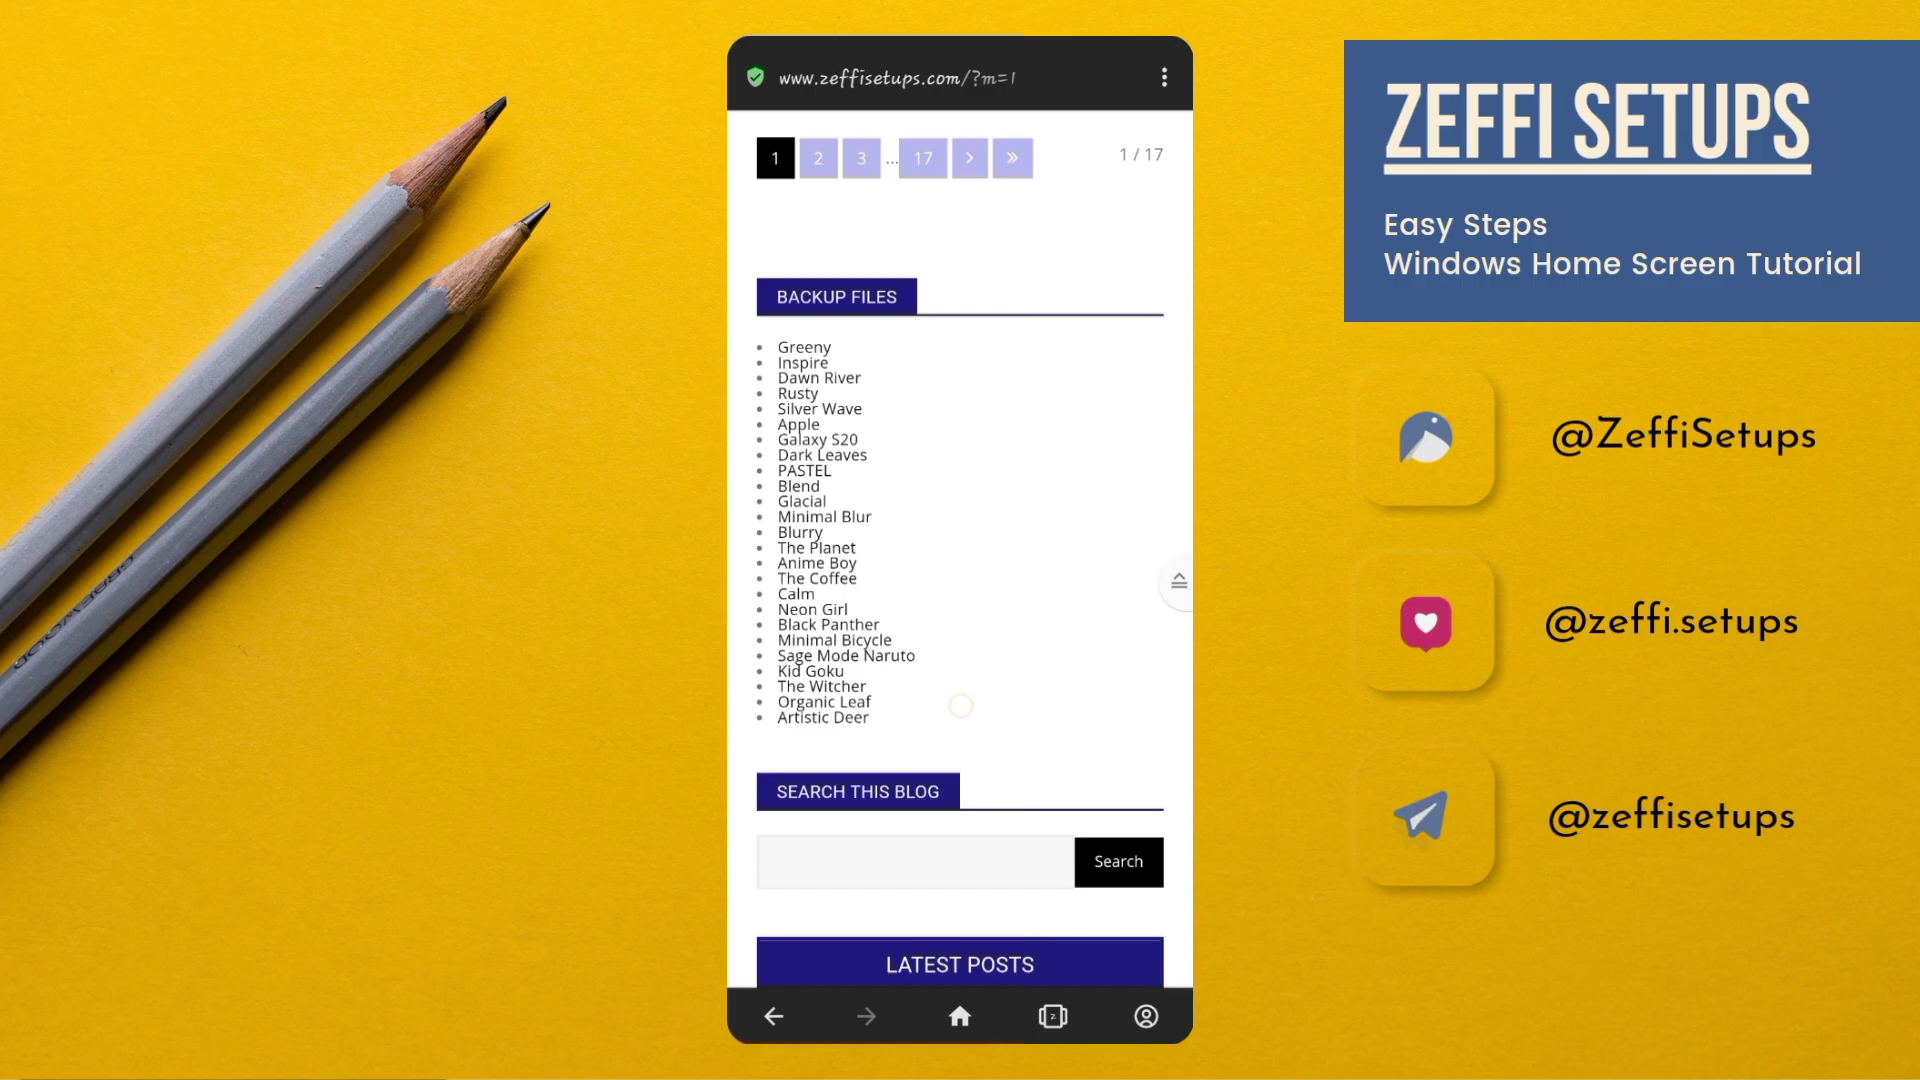 www.zeffisetups.com/?m=1
1 2 3 ... 17 › »
1 / 17
BACKUP FILES
Greeny
Inspire
Dawn River
Rusty
Silver Wave
Apple
Galaxy S20
Dark Leaves
PASTEL
Blend
Glacial
Minimal Blur
Blurry
The Planet
Anime Boy
The Coffee
Calm
Neon Girl
Black Panther
Minimal Bicycle
Sage Mode Naruto
Kid Goku
The Witcher
Organic Leaf
Artistic Deer
SEARCH THIS BLOG
Search
LATEST POSTS
2
ZEFFI SETUPS
Easy Steps
Windows Home Screen Tutorial
@ZeffiSetups
@zeffi.setups
@zeffisetups